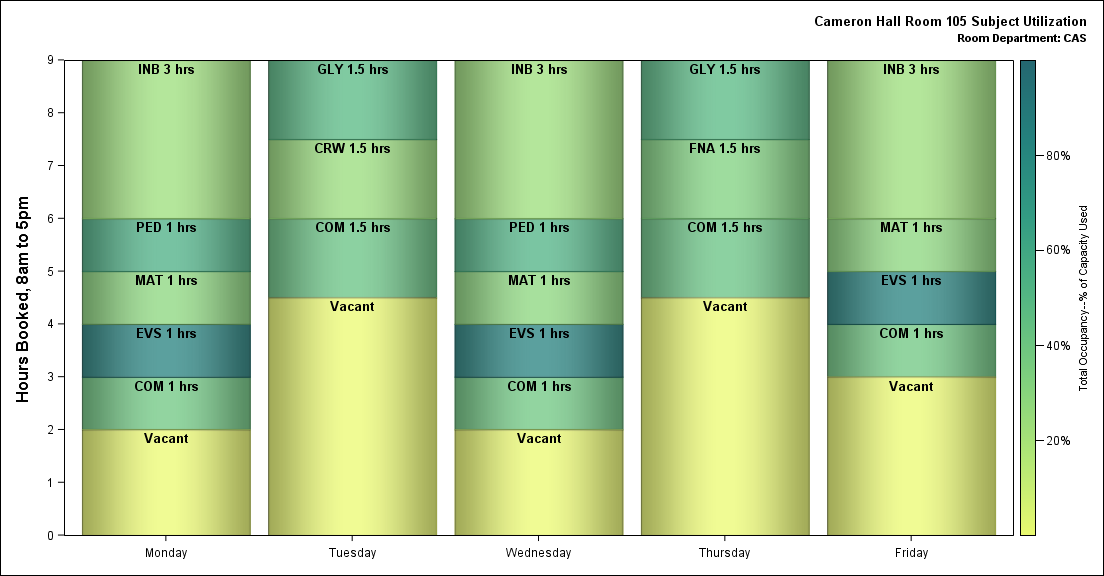 Cameron Hall Room 105 Subject Utilization
Room Department: CAS
Hours Booked, 8am to 5pm
9
8
7
6
5
4
3
2
1
0
INB 3 hrs
PED 1 hrs
MAT 1 hrs
EVS 1 hrs
COM 1 hrs
Vacant
GLY 1.5 hrs
CRW 1.5 hrs
COM 1.5 hrs
Vacant
INB 3 hrs
PED 1 hrs
MAT 1 hrs
EVS 1 hrs
COM 1 hrs
Vacant
GLY 1.5 hrs
FNA 1.5 hrs
COM 1.5 hrs
Vacant
INB 3 hrs
MAT 1 hrs
EVS 1 hrs
COM 1 hrs
Vacant
Monday
Tuesday
Wednesday
Thursday
Friday
80%
60%
40%
20%
Total Occupancy--% of Capacity Used